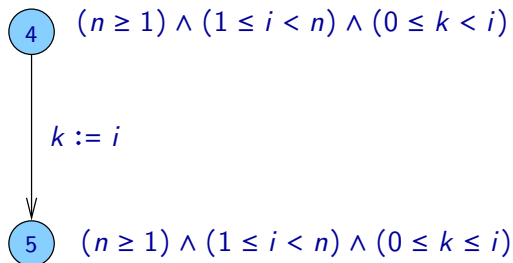 4 (n ≥ 1) ∧ (1 ≤ i < n) ∧ (0 ≤ k < i)
k := i
5 (n ≥ 1) ∧ (1 ≤ i < n) ∧ (0 ≤ k ≤ i)